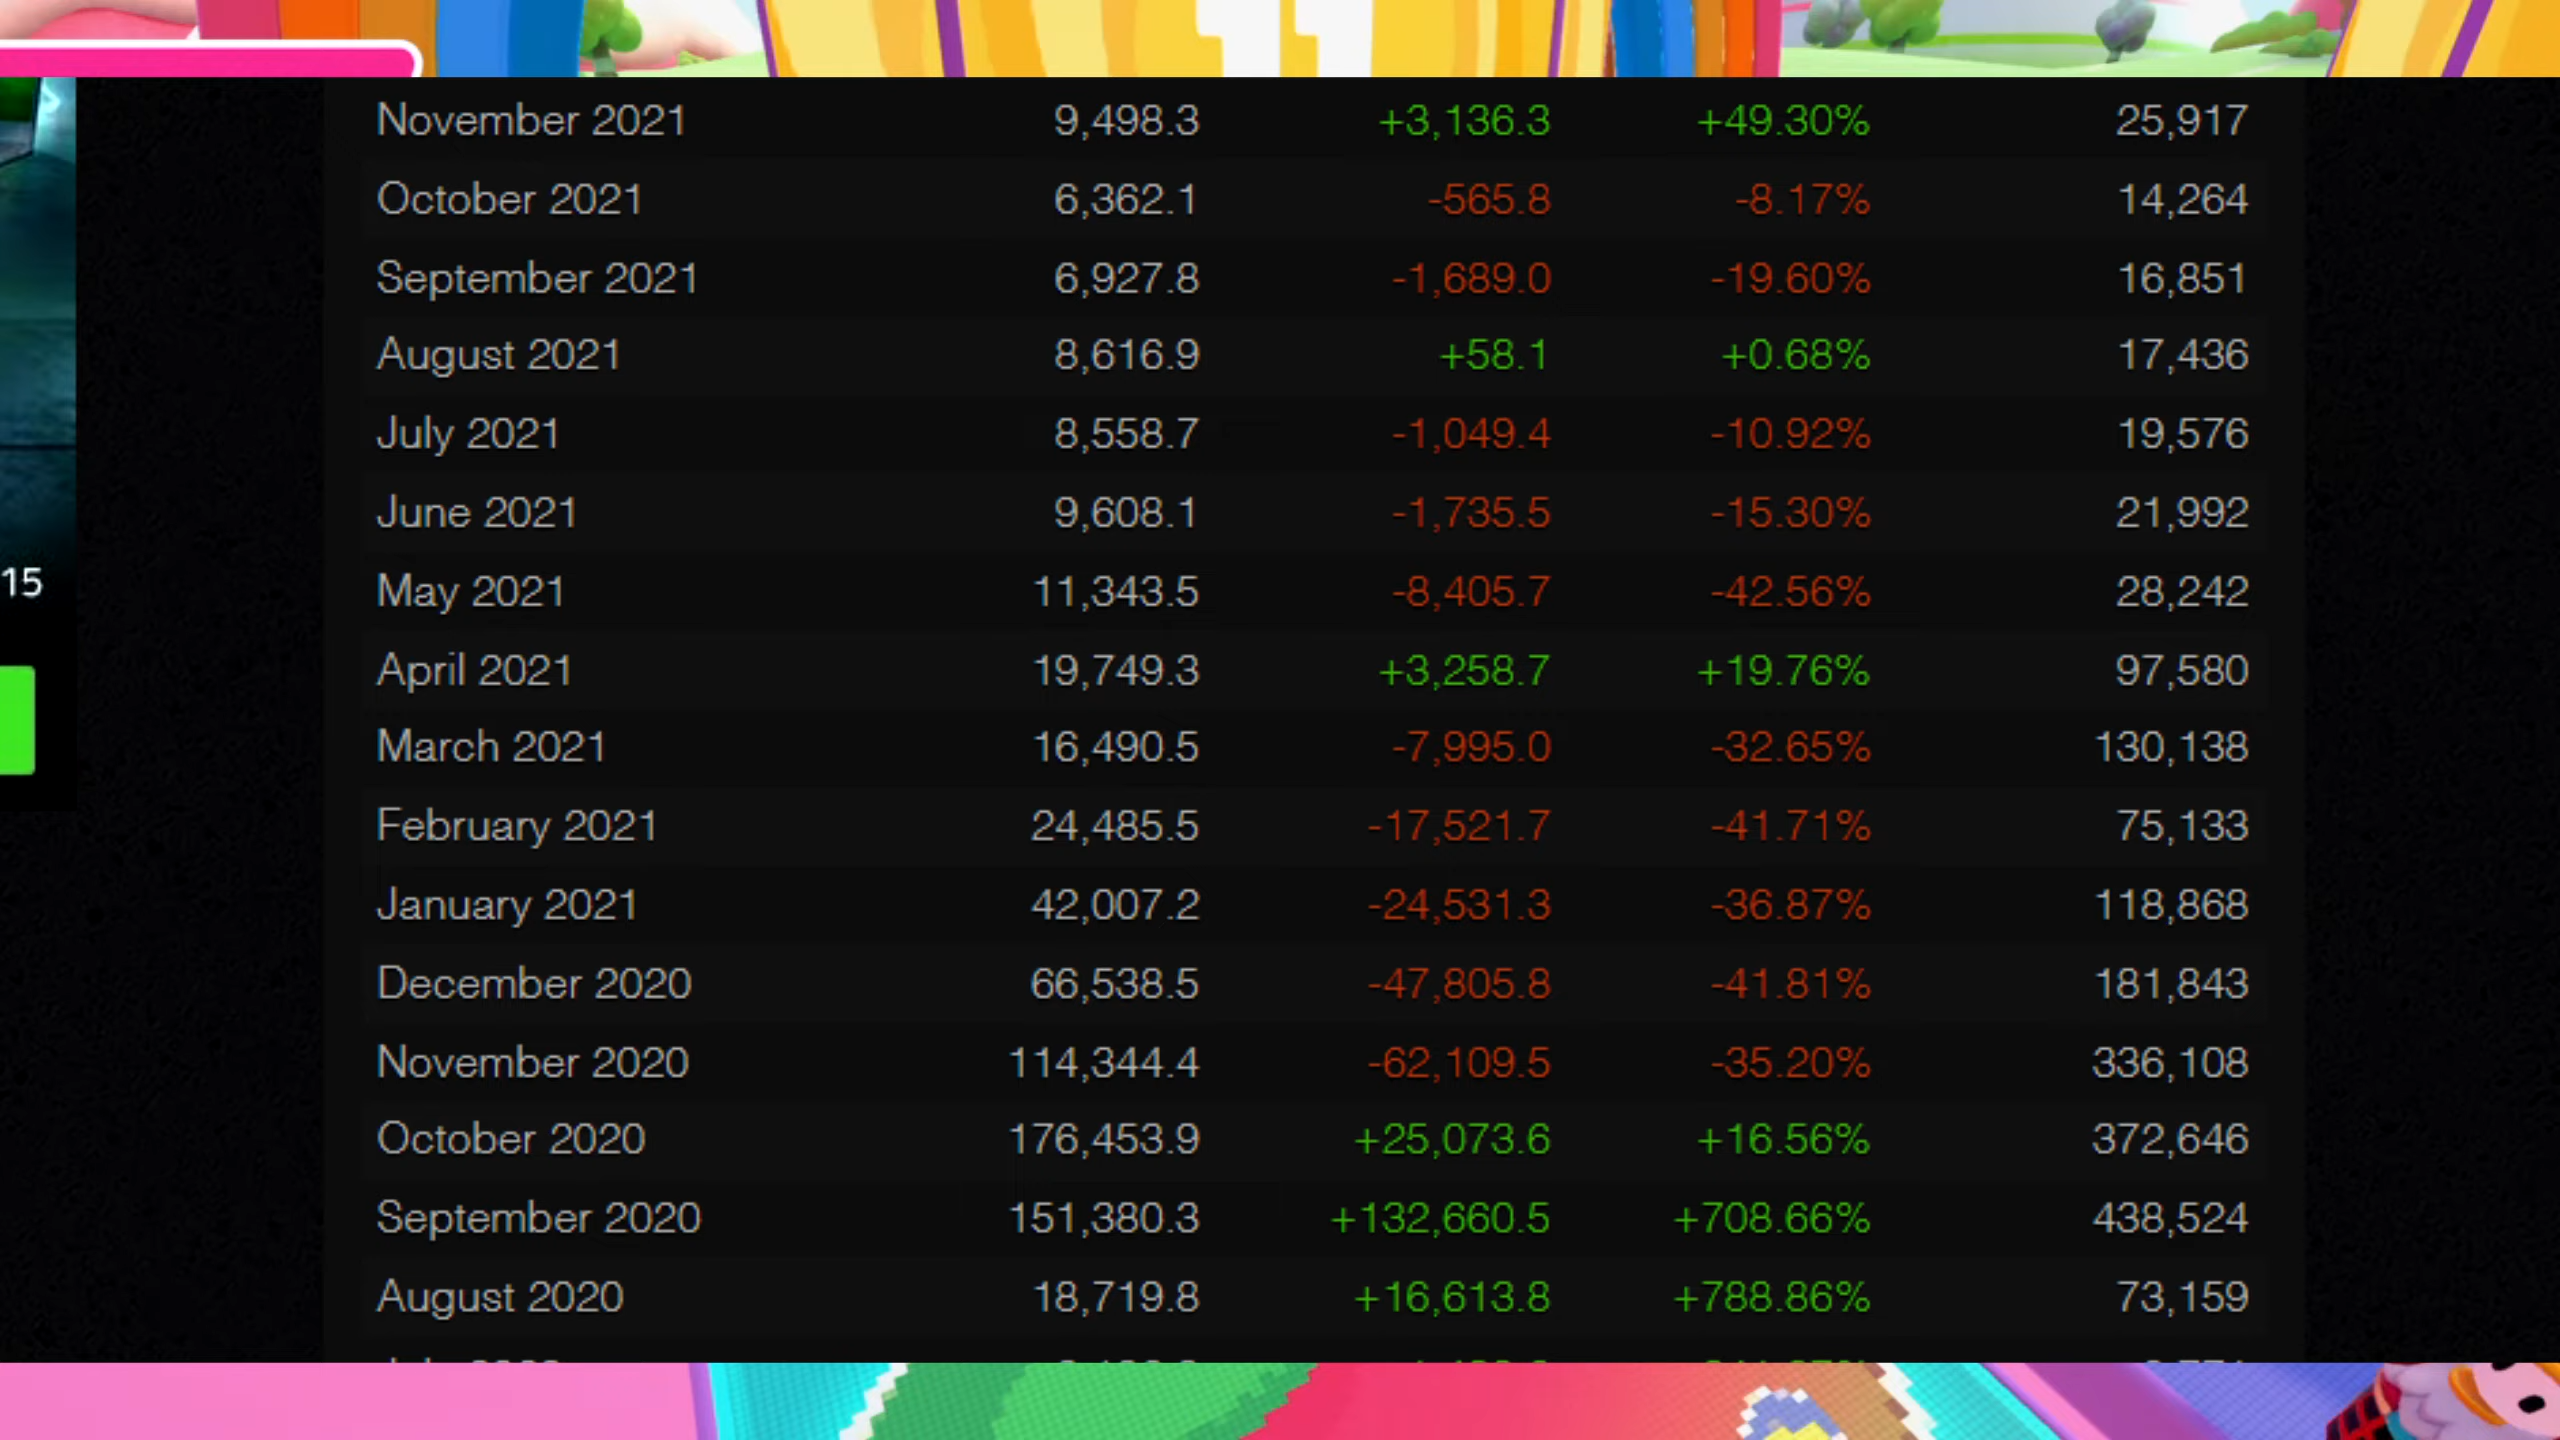 11
November 2021 9,498.3 +3,136.3 +49.30% 25,917
October 2021 6,362.1 -565.8 -8.17% 14,264
September 2021 6,927.8 -1,689.0 -19.60% 16,851
August 2021 8,616.9 +58.1 +0.68% 17,436
July 2021 8,558.7 -1,049.4 -10.92% 19,576
June 2021 9,608.1 -1,735.5 -15.30% 21,992
15
May 2021 11,343.5 -8,405.7 -42.56% 28,242
April 2021 19,749.3 +3,258.7 +19.76% 97,580
March 2021 16,490.5 -7,995.0 -32.65% 130,138
February 2021 24,485.5 -17,521.7 -41.71% 75,133
January 2021 42,007.2 -24,531.3 -36.87% 118,868
December 2020 66,538.5 -47,805.8 -41.81% 181,843
November 2020 114,344.4 -62,109.5 -35.20% 336,108
October 2020 176,453.9 +25,073.6 +16.56% 372,646
September 2020 151,380.3 +132,660.5 +708.66% 438,524
August 2020 18,719.8 +16,613.8 +788.86% 73,159